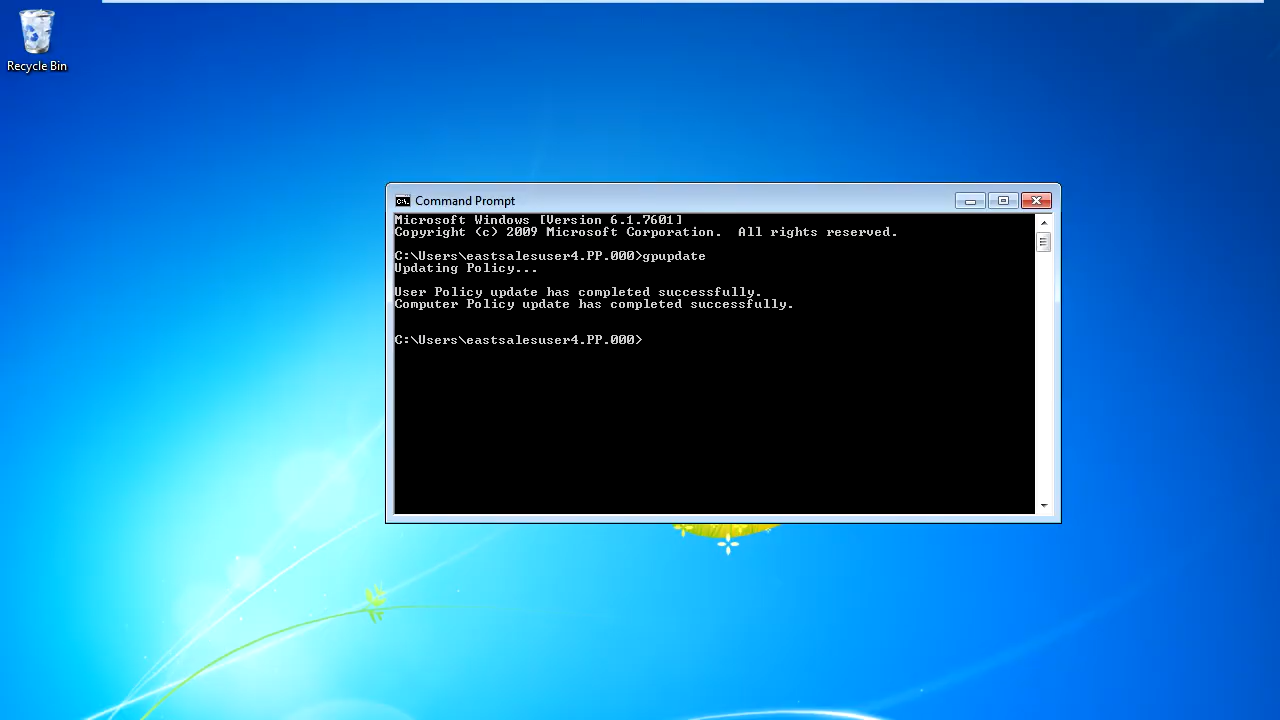 Recycle Bin
Command Prompt
Microsoft Windows [Version 6.1.7601]
Copyright (c) 2009 Microsoft Corporation.  All rights reserved.
C:\Users\eastsalesuser4.PP.000>gpupdate
Updating Policy...
User Policy update has completed successfully.
Computer Policy update has completed successfully.
C:\Users\eastsalesuser4.PP.000>